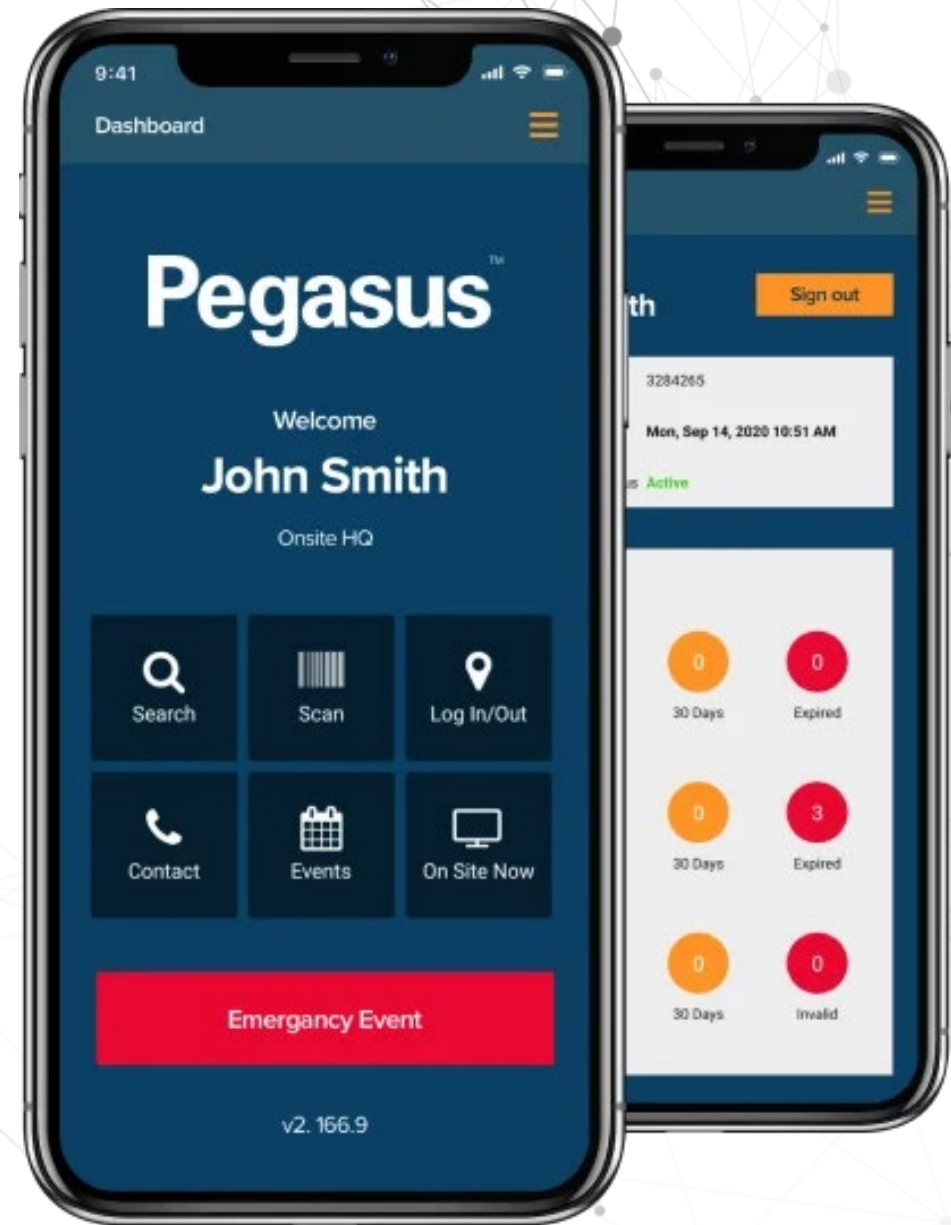 9:41
Dashboard
Pegasus™
Welcome
John Smith
Onsite HQ
Search
Scan
Log In/Out
Contact
Events
On Site Now
Emergancy Event
v2. 166.9
th
Sign out
3284265
Mon, Sep 14, 2020 10:51 AM
us Active
0
0
30 Days
Expired
0
3
30 Days
Expired
0
0
30 Days
Invalid